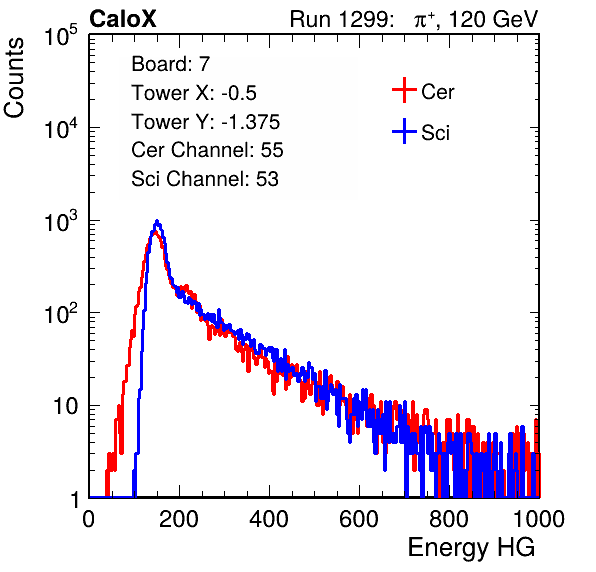 CaloX Run 1299: π⁺, 120 GeV
10⁵
Counts
Board: 7
Tower X: -0.5
Tower Y: -1.375
Cer Channel: 55
Sci Channel: 53
Cer
Sci
10⁴
10³
10²
10
1
0 200 400 600 800 1000
Energy HG